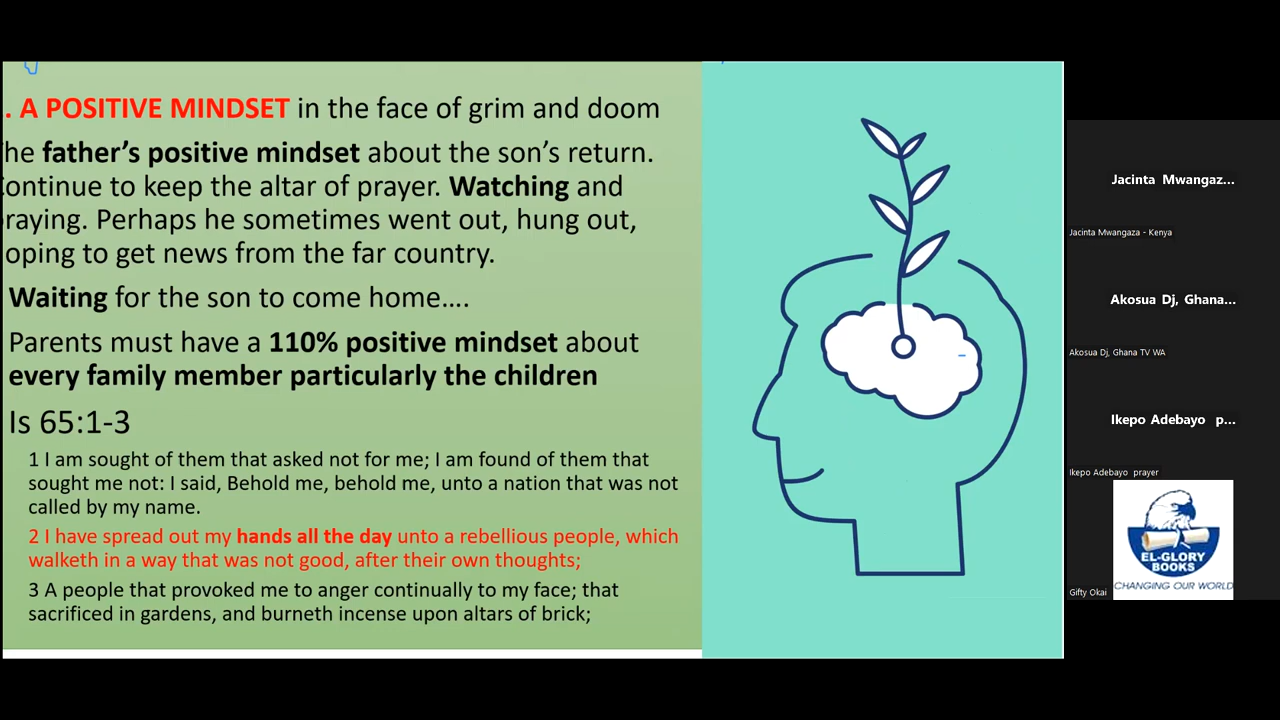 . A POSITIVE MINDSET in the face of grim and doom
he father's positive mindset about the son's return.
ontinue to keep the altar of prayer. Watching and
raying. Perhaps he sometimes went out, hung out,
oping to get news from the far country.
Waiting for the son to come home....
Parents must have a 110% positive mindset about
every family member particularly the children
Is 65:1-3
1 I am sought of them that asked not for me; I am found of them that
sought me not: I said, Behold me, behold me, unto a nation that was not
called by my name.
2 I have spread out my hands all the day unto a rebellious people, which
walketh in a way that was not good, after their own thoughts;
3 A people that provoked me to anger continually to my face; that
sacrificed in gardens, and burneth incense upon altars of brick;
Jacinta Mwangaz...
Jacinta Mwangaza - Kenya
Akosua Dj, Ghana...
Akosua Dj, Ghana TV WA
Ikepo Adebayo p...
Ikepo Adebayo prayer
EL-GLORY
BOOKS
CHANGING OUR WORLD
Gifty Okai